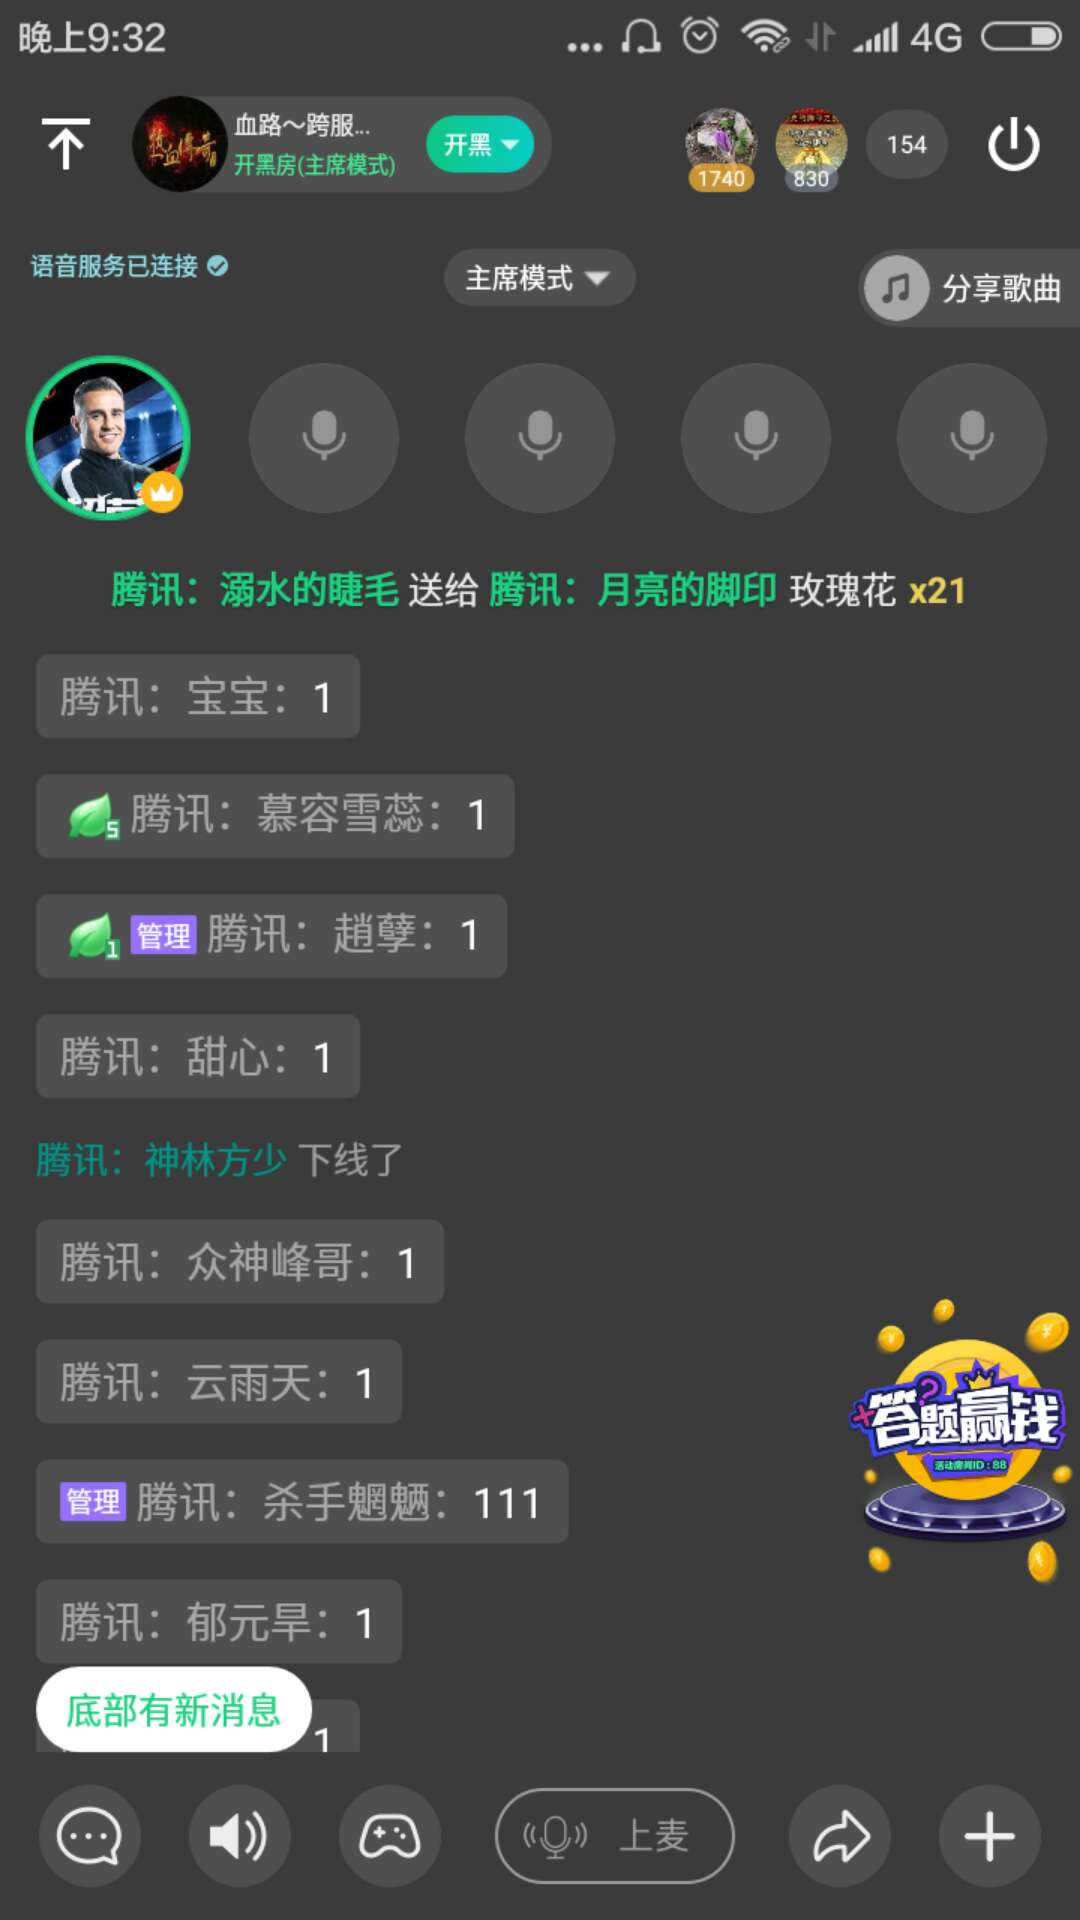 晚上9:32
4G
热血传奇
血路～跨服...
开黑房(主席模式)
开黑
1740
830
154
语音服务已连接
主席模式
分享歌曲
腾讯：溺水的睫毛 送给 腾讯：月亮的脚印 玫瑰花 x21
腾讯：宝宝：1
5 腾讯：慕容雪蕊：1
1 管理 腾讯：趙孽：1
腾讯：甜心：1
腾讯：神林方少 下线了
腾讯：众神峰哥：1
腾讯：云雨天：1
答题赢钱
活动房间ID:88
管理 腾讯：杀手魍魉：111
腾讯：郁元旱：1
底部有新消息
1
上麦